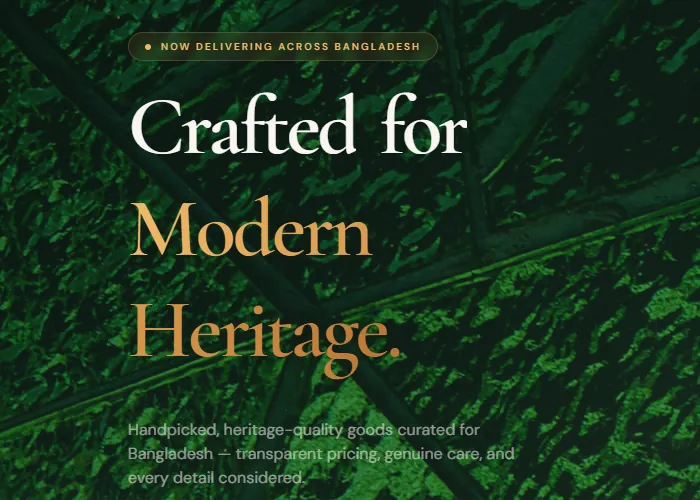 NOW DELIVERING ACROSS BANGLADESH
Crafted for
Modern
Heritage.
Handpicked, heritage-quality goods curated for
Bangladesh — transparent pricing, genuine care, and
every detail considered.